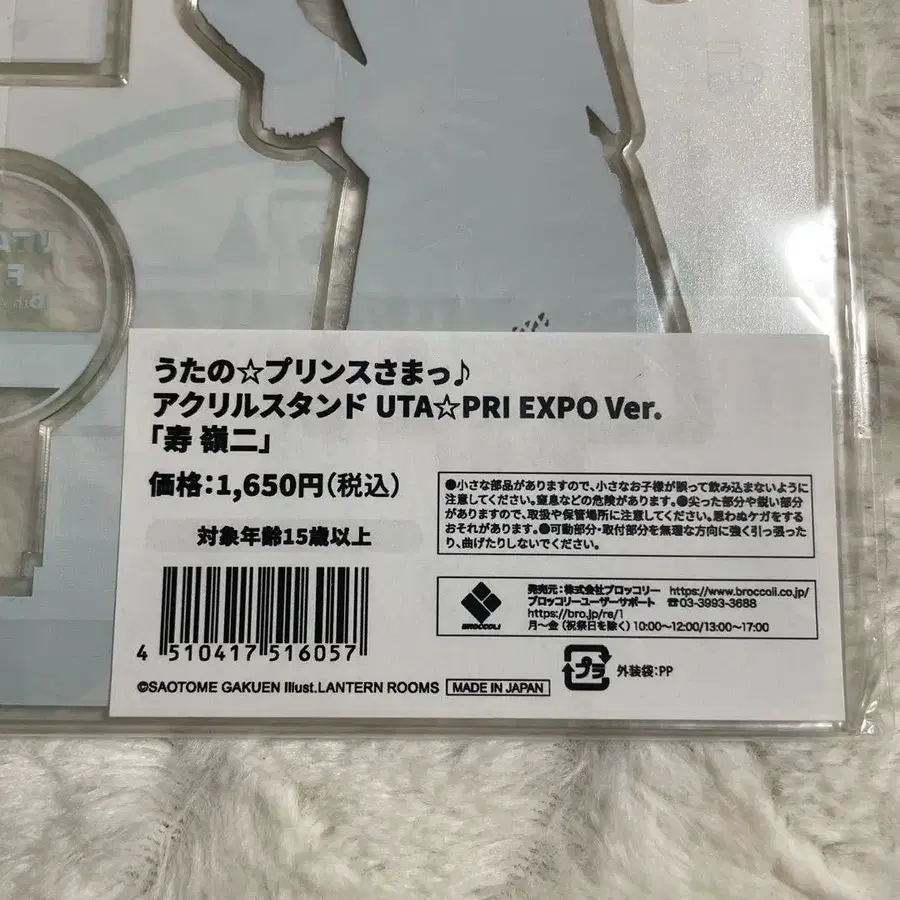 うたの☆プリンスさまっ♪
アクリルスタンド UTA☆PRI EXPO Ver.
「寿 嶺二」
価格:1,650円(税込)
対象年齢15歳以上
●小さな部品がありますので、小さなお子様が誤って飲み込まないように
注意してください。窒息などの危険があります。●尖った部分や鋭い部分
がありますので、取扱や保管場所に注意してください。思わぬケガをする
おそれがあります。●可動部分・取付部分を無理な方向に強く引っ張った
り、曲げたりしないでください。
BROCCOLI
発売元:株式会社ブロッコリー https://www.broccoli.co.jp/
ブロッコリーユーザーサポート ☎03-3993-3688
https://bro.jp/re/1
月~金(祝祭日を除く)10:00~12:00/13:00~17:00
4 510417 516057
プラ
外装袋:PP
©SAOTOME GAKUEN Illust.LANTERN ROOMS
MADE IN JAPAN